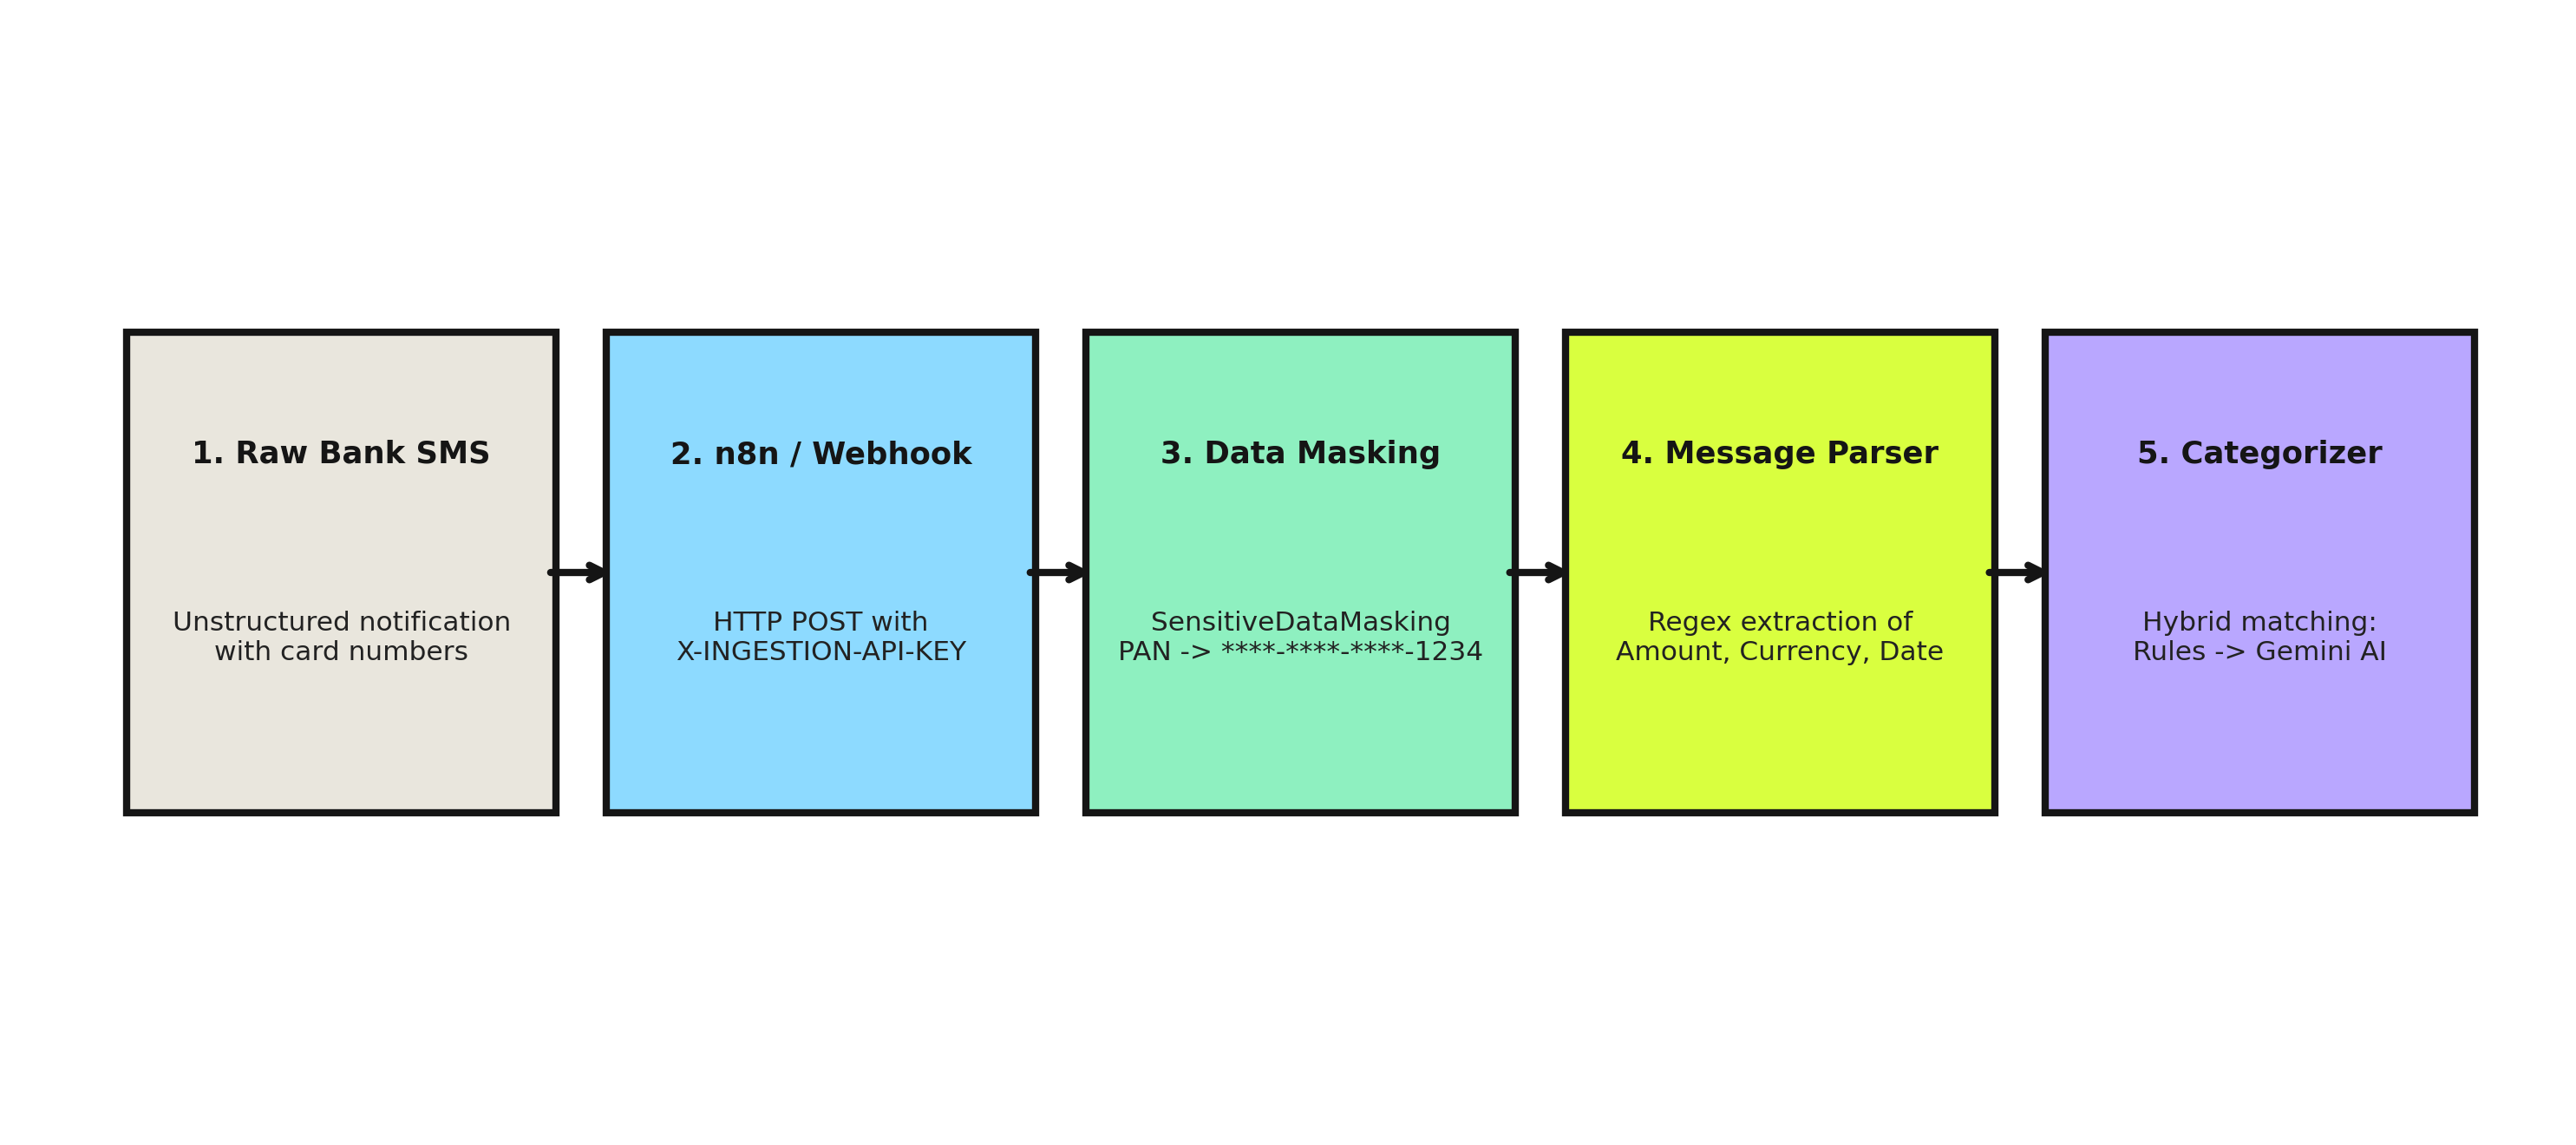 1. Raw Bank SMS
Unstructured notification
with card numbers
2. n8n / Webhook
HTTP POST with
X-INGESTION-API-KEY
3. Data Masking
SensitiveDataMasking
PAN -> ****-****-****-1234
4. Message Parser
Regex extraction of
Amount, Currency, Date
5. Categorizer
Hybrid matching:
Rules -> Gemini AI